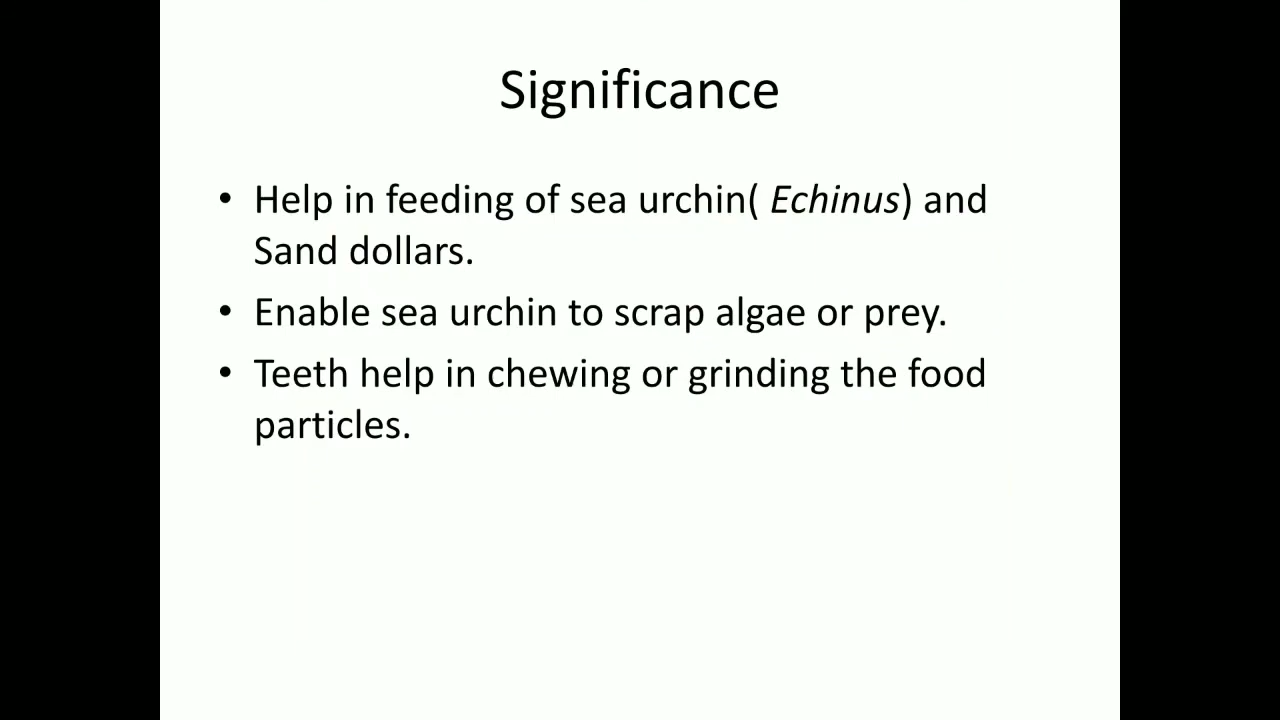 Significance
• Help in feeding of sea urchin( Echinus) and
Sand dollars.
• Enable sea urchin to scrap algae or prey.
• Teeth help in chewing or grinding the food
particles.